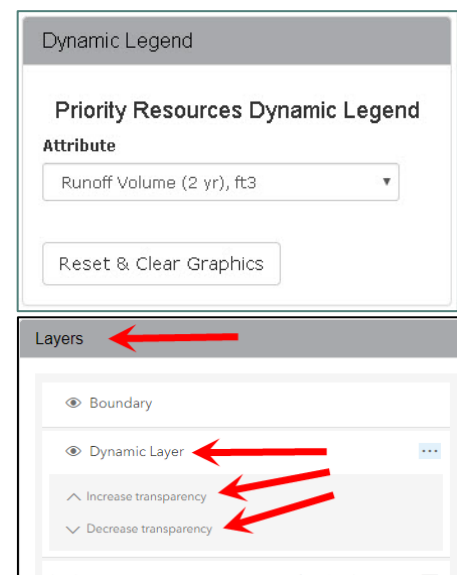 Dynamic Legend
Priority Resources Dynamic Legend
Attribute
Runoff Volume (2 yr), ft3
Reset & Clear Graphics
Layers
Boundary
Dynamic Layer
Increase transparency
Decrease transparency